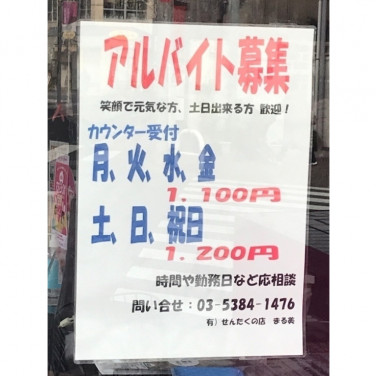 アルバイト募集
笑顔で元気な方、土日出来る方 歓迎！
カウンター受付
月、火、水、金
1，100円
土、日、祝日
1，200円
時間や勤務日など応相談
問い合せ：03-5384-1476
有）せんたくの店 まる美